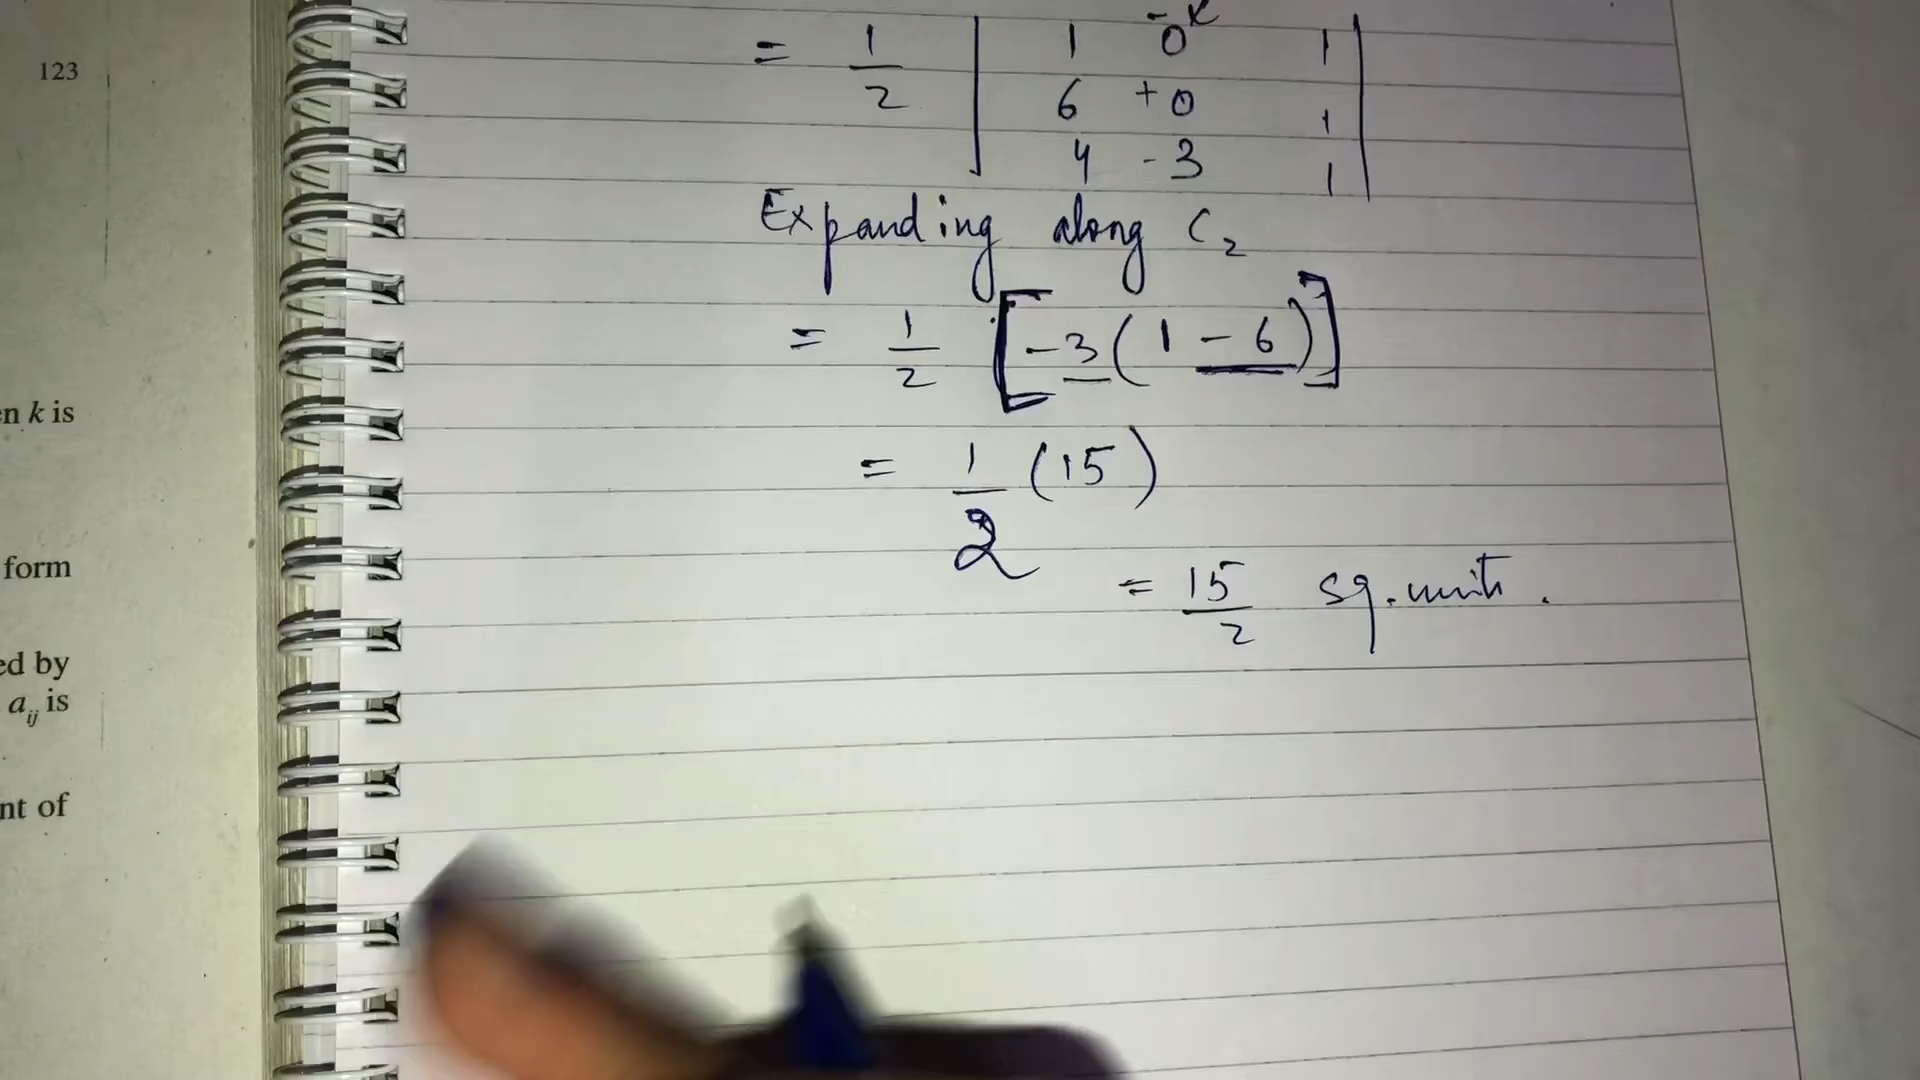 123
n k is
form
ed by
a_ij is
nt of
= 1/2 | 1 0 1 |
| 6 +0 1 |
| 4 -3 1 |
Expanding along C₂
= 1/2 [-3(1 - 6)]
= 1/2 (15)
= 15/2 sq. units.